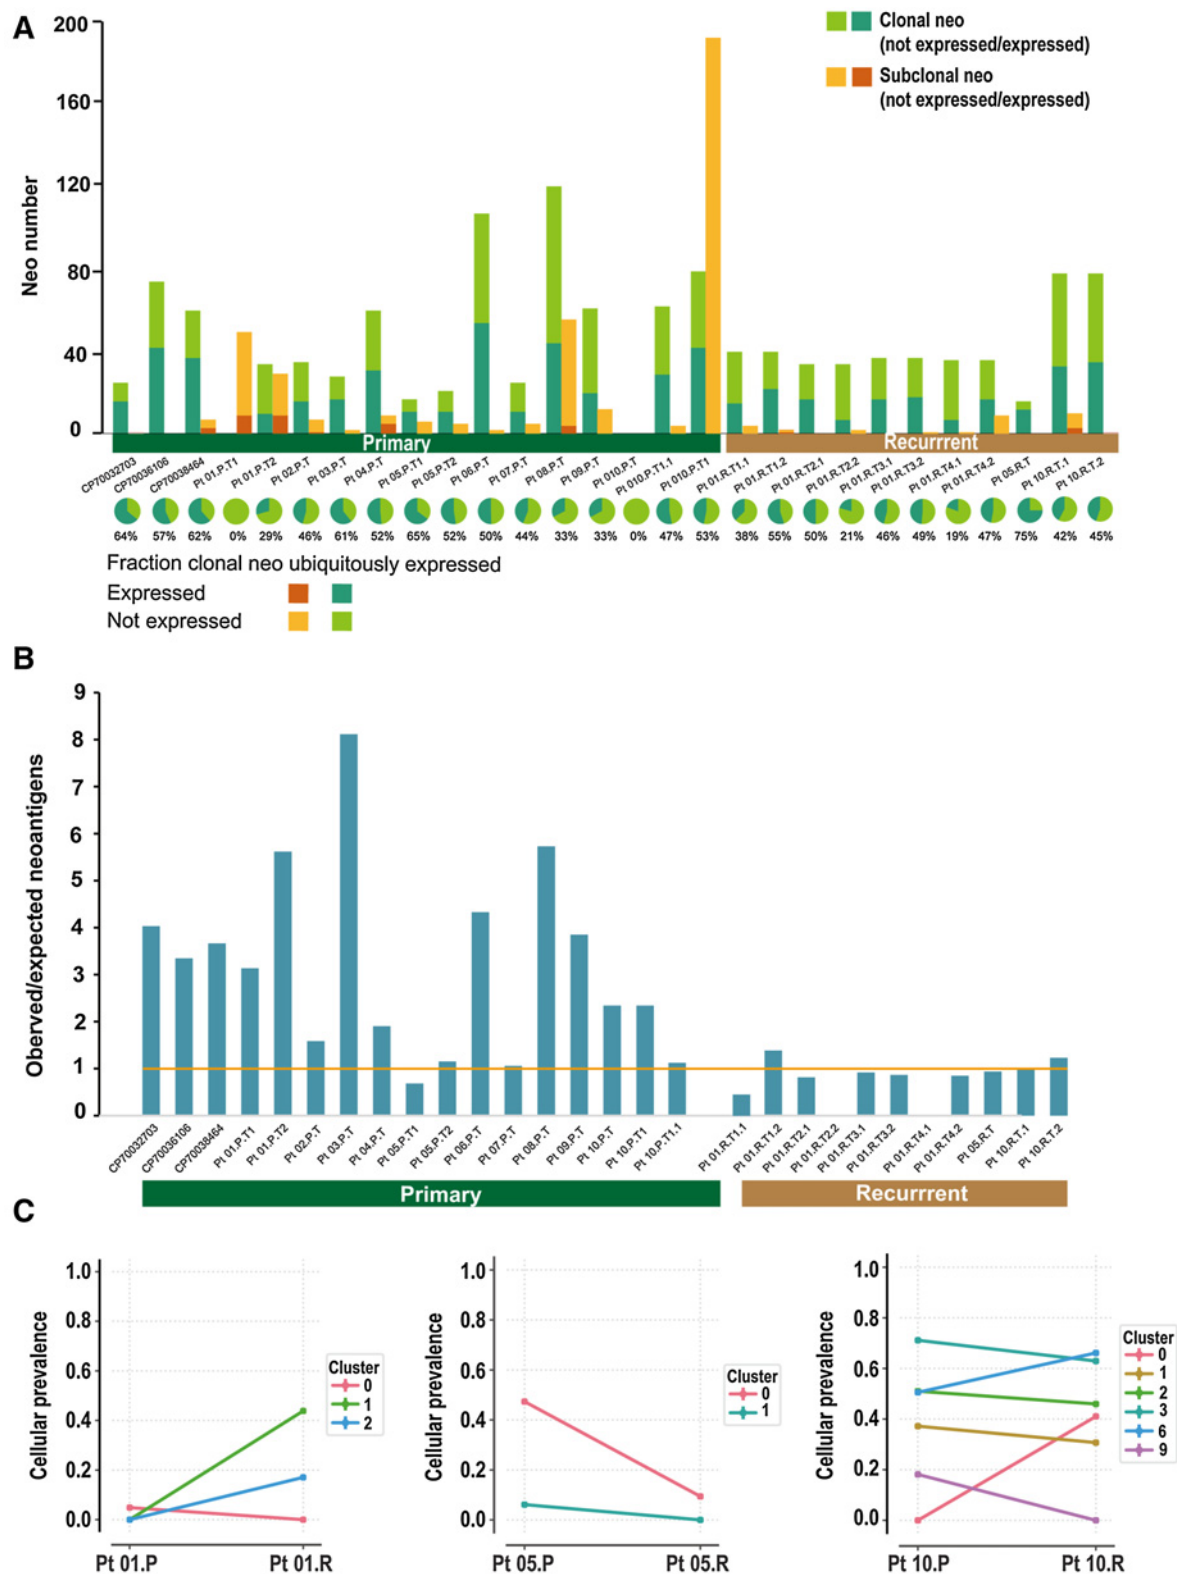 A
200
160
120
80
40
0
Neo number
Clonal neo
(not expressed/expressed)
Subclonal neo
(not expressed/expressed)
Primary
Recurrrent
CP70032703
CP70036106
CP70038464
Pt 01.P.T1
Pt 01.P.T2
Pt 02.P.T
Pt 03.P.T
Pt 04.P.T
Pt 05.P.T1
Pt 05.P.T2
Pt 06.P.T
Pt 07.P.T
Pt 08.P.T
Pt 09.P.T
Pt 010.P.T
Pt 010.P.T1.1
Pt 010.P.T1
Pt 01.R.T1.1
Pt 01.R.T1.2
Pt 01.R.T2.1
Pt 01.R.T2.2
Pt 01.R.T3.1
Pt 01.R.T3.2
Pt 01.R.T4.1
Pt 01.R.T4.2
Pt 05.R.T
Pt 10.R.T.1
Pt 10.R.T.2
64% 57% 62% 0% 29% 46% 61% 52% 65% 52% 50% 44% 33% 33% 0% 47% 53% 38% 55% 50% 21% 46% 49% 19% 47% 75% 42% 45%
Fraction clonal neo ubiquitously expressed
Expressed
Not expressed
B
9
8
7
6
5
4
3
2
1
0
Oberved/expected neoantigens
CP70032703
CP70036106
CP70038464
Pt 01.P.T1
Pt 01.P.T2
Pt 02.P.T
Pt 03.P.T
Pt 04.P.T
Pt 05.P.T1
Pt 05.P.T2
Pt 06.P.T
Pt 07.P.T
Pt 08.P.T
Pt 09.P.T
Pt 10.P.T
Pt 10.P.T1
Pt 10.P.T1.1
Pt 01.R.T1.1
Pt 01.R.T1.2
Pt 01.R.T2.1
Pt 01.R.T2.2
Pt 01.R.T3.1
Pt 01.R.T3.2
Pt 01.R.T4.1
Pt 01.R.T4.2
Pt 05.R.T
Pt 10.R.T.1
Pt 10.R.T.2
Primary
Recurrrent
C
1.0
0.8
0.6
0.4
0.2
0.0
Cellular prevalence
Cluster
0
1
2
Pt 01.P
Pt 01.R
1.0
0.8
0.6
0.4
0.2
0.0
Cellular prevalence
Cluster
0
1
Pt 05.P
Pt 05.R
1.0
0.8
0.6
0.4
0.2
0.0
Cellular prevalence
Cluster
0
1
2
3
6
9
Pt 10.P
Pt 10.R